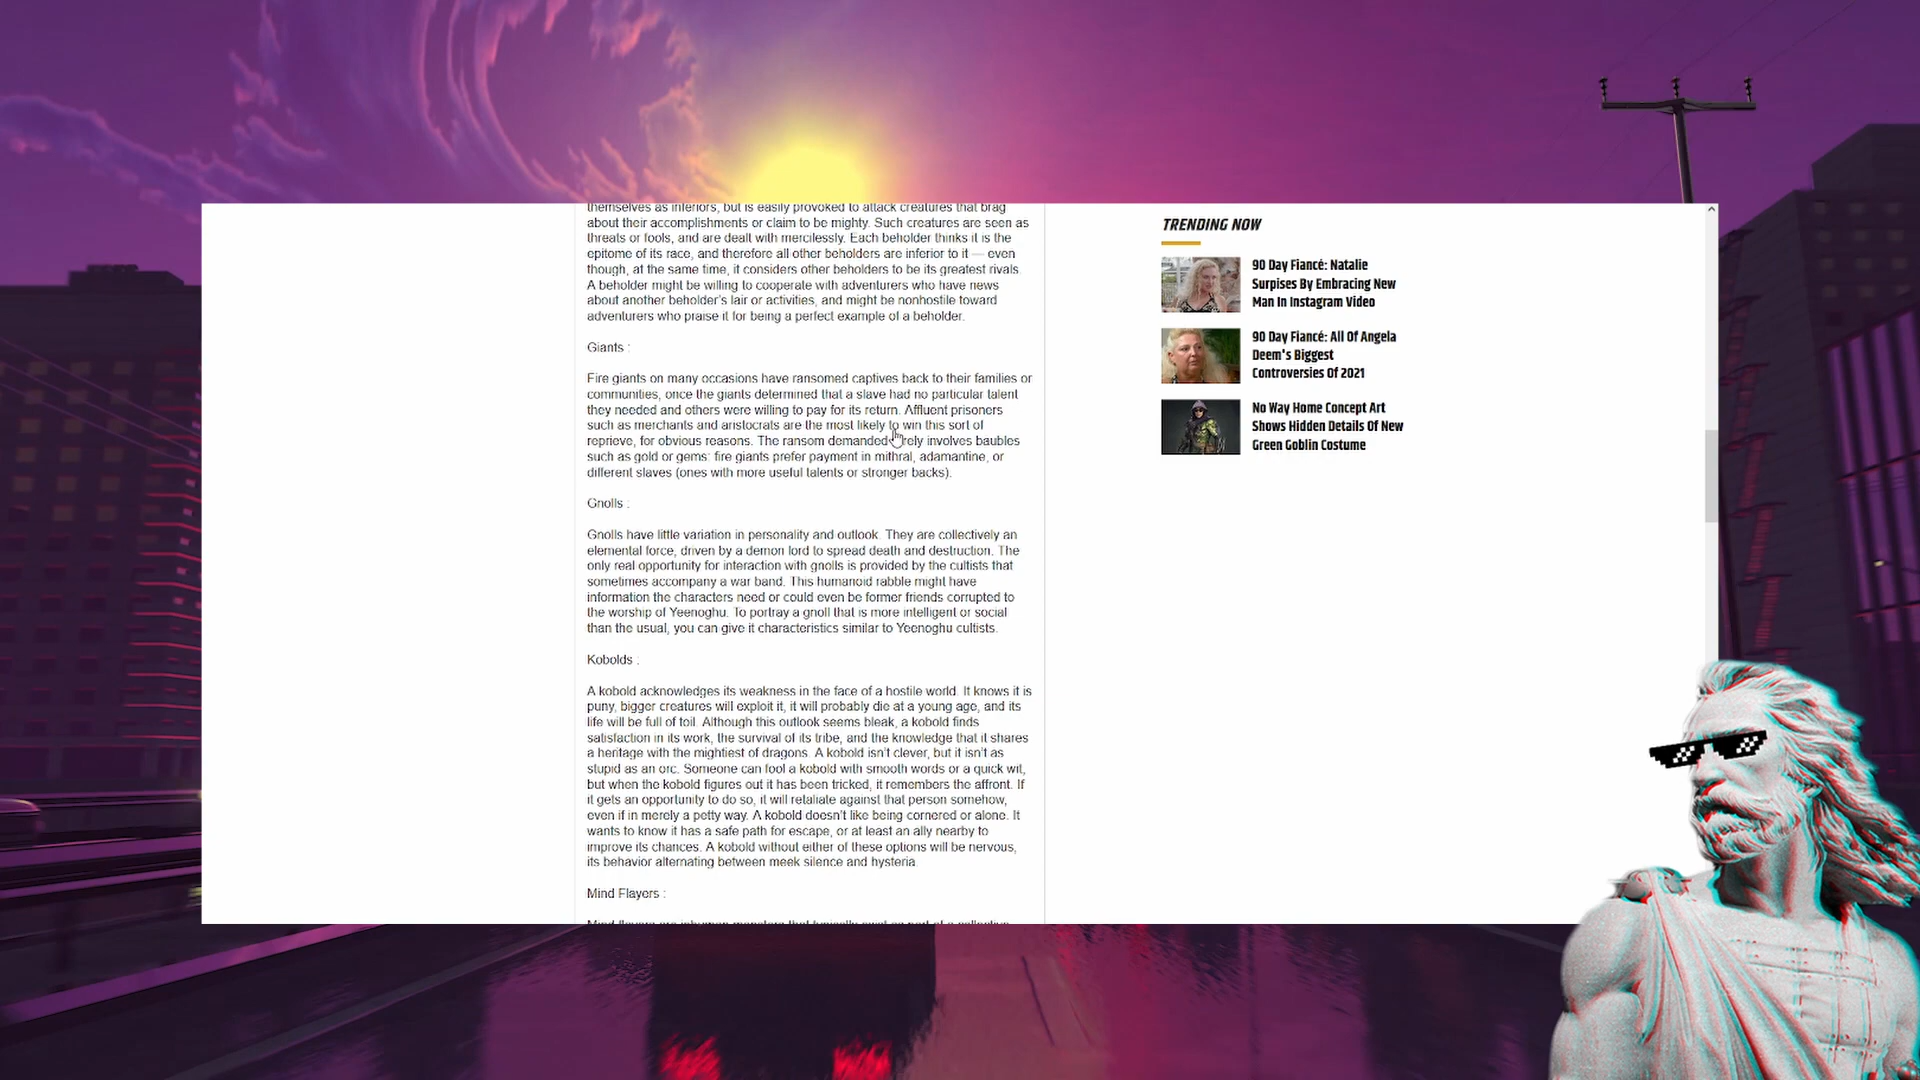 themselves as inferiors, but is easily provoked to attack creatures that brag
about their accomplishments or claim to be mighty. Such creatures are seen as
threats or fools, and are dealt with mercilessly. Each beholder thinks it is the
epitome of its race, and therefore all other beholders are inferior to it — even
though, at the same time, it considers other beholders to be its greatest rivals.
A beholder might be willing to cooperate with adventurers who have news
about another beholder's lair or activities, and might be nonhostile toward
adventurers who praise it for being a perfect example of a beholder.
Giants :
Fire giants on many occasions have ransomed captives back to their families or
communities, once the giants determined that a slave had no particular talent
they needed and others were willing to pay for its return. Affluent prisoners
such as merchants and aristocrats are the most likely to win this sort of
reprieve, for obvious reasons. The ransom demanded rarely involves baubles
such as gold or gems: fire giants prefer payment in mithral, adamantine, or
different slaves (ones with more useful talents or stronger backs).
Gnolls :
Gnolls have little variation in personality and outlook. They are collectively an
elemental force, driven by a demon lord to spread death and destruction. The
only real opportunity for interaction with gnolls is provided by the cultists that
sometimes accompany a war band. This humanoid rabble might have
information the characters need or could even be former friends corrupted to
the worship of Yeenoghu. To portray a gnoll that is more intelligent or social
than the usual, you can give it characteristics similar to Yeenoghu cultists.
Kobolds :
A kobold acknowledges its weakness in the face of a hostile world. It knows it is
puny, bigger creatures will exploit it, it will probably die at a young age, and its
life will be full of toil. Although this outlook seems bleak, a kobold finds
satisfaction in its work, the survival of its tribe, and the knowledge that it shares
a heritage with the mightiest of dragons. A kobold isn't clever, but it isn't as
stupid as an orc. Someone can fool a kobold with smooth words or a quick wit,
but when the kobold figures out it has been tricked, it remembers the affront. If
it gets an opportunity to do so, it will retaliate against that person somehow,
even if in merely a petty way. A kobold doesn't like being cornered or alone. It
wants to know it has a safe path for escape, or at least an ally nearby to
improve its chances. A kobold without either of these options will be nervous,
its behavior alternating between meek silence and hysteria.
Mind Flayers :
Mind flayers are inhuman monsters that typically exist as part of a collective
TRENDING NOW
90 Day Fiancé: Natalie
Surpises By Embracing New
Man In Instagram Video
90 Day Fiancé: All Of Angela
Deem's Biggest
Controversies Of 2021
No Way Home Concept Art
Shows Hidden Details Of New
Green Goblin Costume